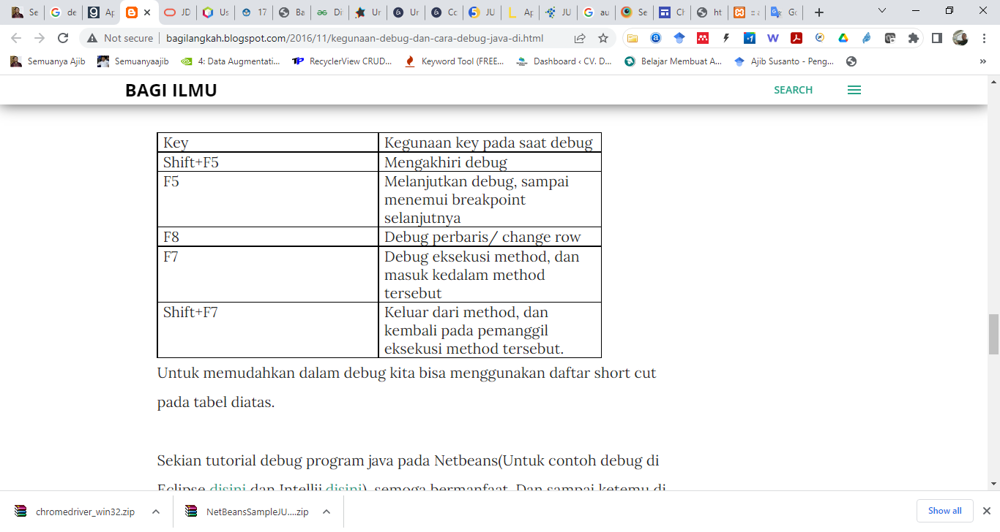 Se
de
Ap
JD
Us
17
Ba
Di
Ur
Ur
Cc
JU
Ap
JU
au
Se
Ch
ht
:: a
Go
Not secure
bagilangkah.blogspot.com/2016/11/kegunaan-debug-dan-cara-debug-java-di.html
Semuanya Ajib
Semuanyaajib
4: Data Augmentati...
RecyclerView CRUD...
Keyword Tool (FREE...
Dashboard ‹ CV. D...
Belajar Membuat A...
Ajib Susanto - Peng...
»
BAGI ILMU
SEARCH
Key
Kegunaan key pada saat debug
Shift+F5
Mengakhiri debug
F5
Melanjutkan debug, sampai
menemui breakpoint
selanjutnya
F8
Debug perbaris/ change row
F7
Debug eksekusi method, dan
masuk kedalam method
tersebut
Shift+F7
Keluar dari method, dan
kembali pada pemanggil
eksekusi method tersebut.
Untuk memudahkan dalam debug kita bisa menggunakan daftar short cut
pada tabel diatas.
Sekian tutorial debug program java pada Netbeans(Untuk contoh debug di
Eclipse disini dan Intellij disini), semoga bermanfaat. Dan sampai ketemu di
chromedriver_win32.zip
NetBeansSampleJU....zip
Show all